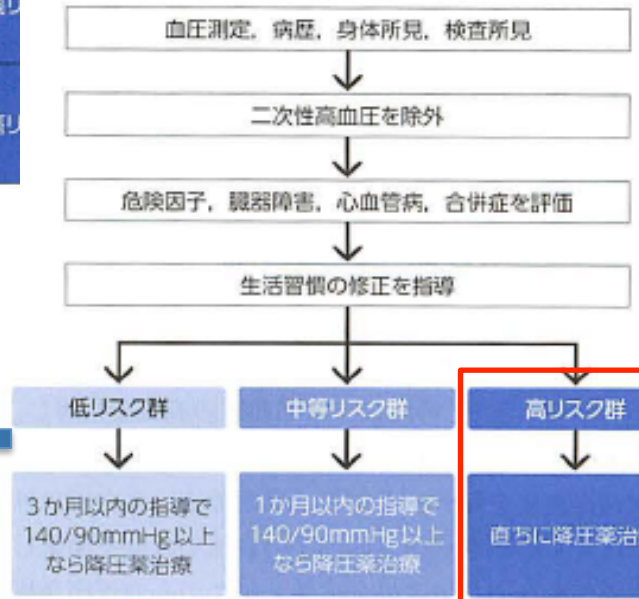 血圧測定，病歴，身体所見，検査所見
二次性高血圧を除外
危険因子，臓器障害，心血管病，合併症を評価
生活習慣の修正を指導
低リスク群
中等リスク群
高リスク群
3か月以内の指導で
140/90mmHg以上
なら降圧薬治療
1か月以内の指導で
140/90mmHg以上
なら降圧薬治療
直ちに降圧薬治